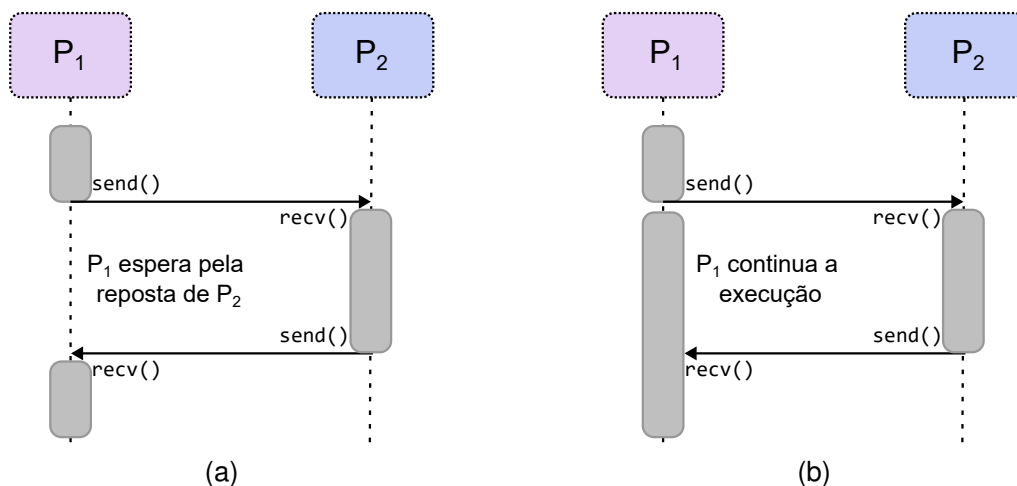 P₁
P₂
send()
recv()
P₁ espera pela
reposta de P₂
send()
recv()
(a)
P₁
P₂
send()
recv()
P₁ continua a
execução
send()
recv()
(b)